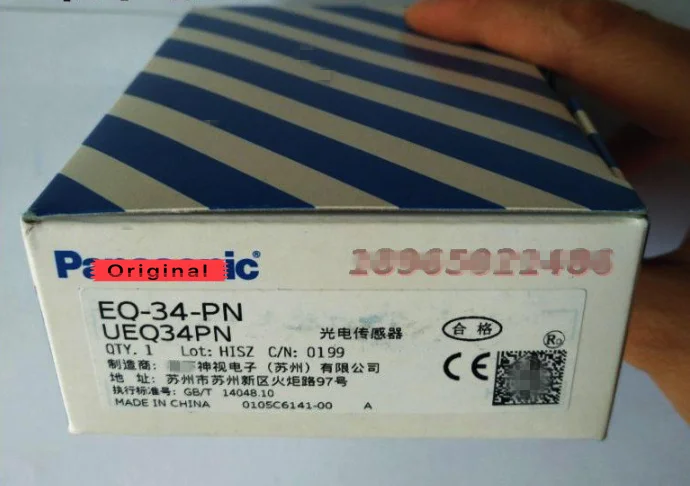 Original
EQ-34-PN
UEQ34PN
光电传感器
合格
QTY. 1 Lot: HISZ C/N: 0199
制造商: 神视电子(苏州)有限公司
地 址: 苏州市苏州新区火炬路97号
执行标准号: GB/T 14048.10
MADE IN CHINA 0105C6141-00 A
CE
R